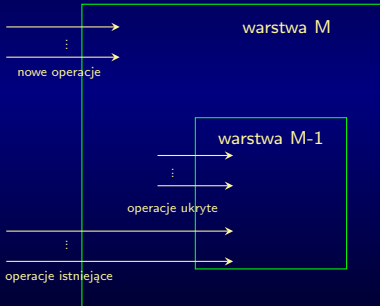 warstwa M
nowe operacje
warstwa M-1
operacje ukryte
operacje istniejące